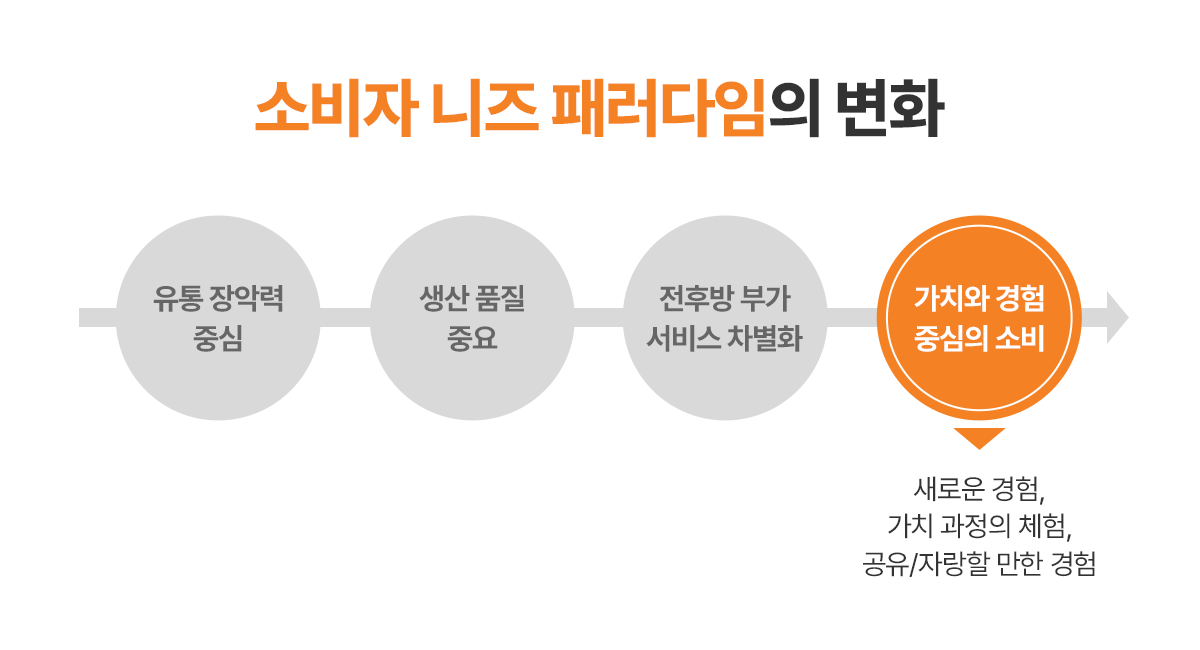 소비자 니즈 패러다임의 변화
유통 장악력
중심
생산 품질
중요
전후방 부가
서비스 차별화
가치와 경험
중심의 소비
새로운 경험,
가치 과정의 체험,
공유/자랑할 만한 경험